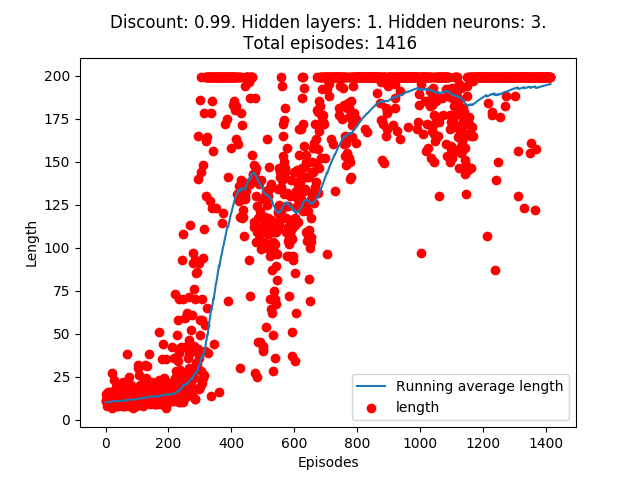 Discount: 0.99. Hidden layers: 1. Hidden neurons: 3.
Total episodes: 1416
200
175
150
125
100
75
50
25
0
Length
Running average length
length
0 200 400 600 800 1000 1200 1400
Episodes